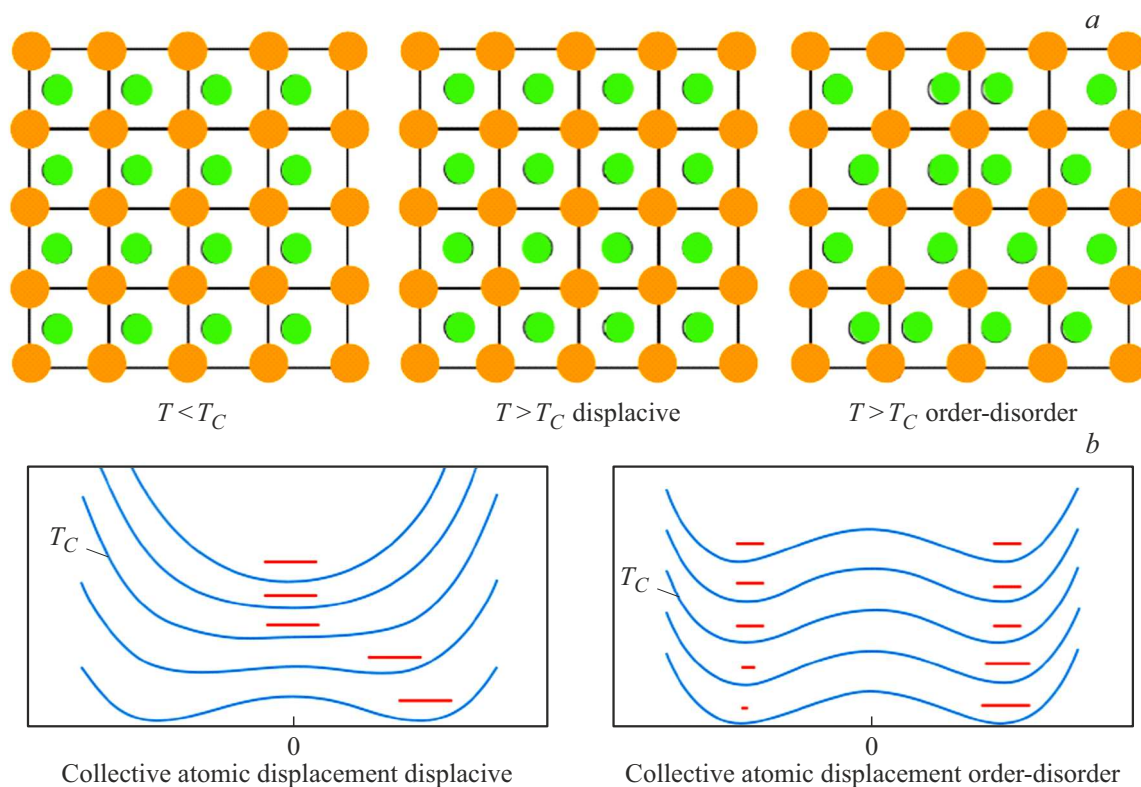 a
T < T_C
T > T_C displacive
T > T_C order-disorder
b
T_C
T_C
0
0
Collective atomic displacement displacive
Collective atomic displacement order-disorder